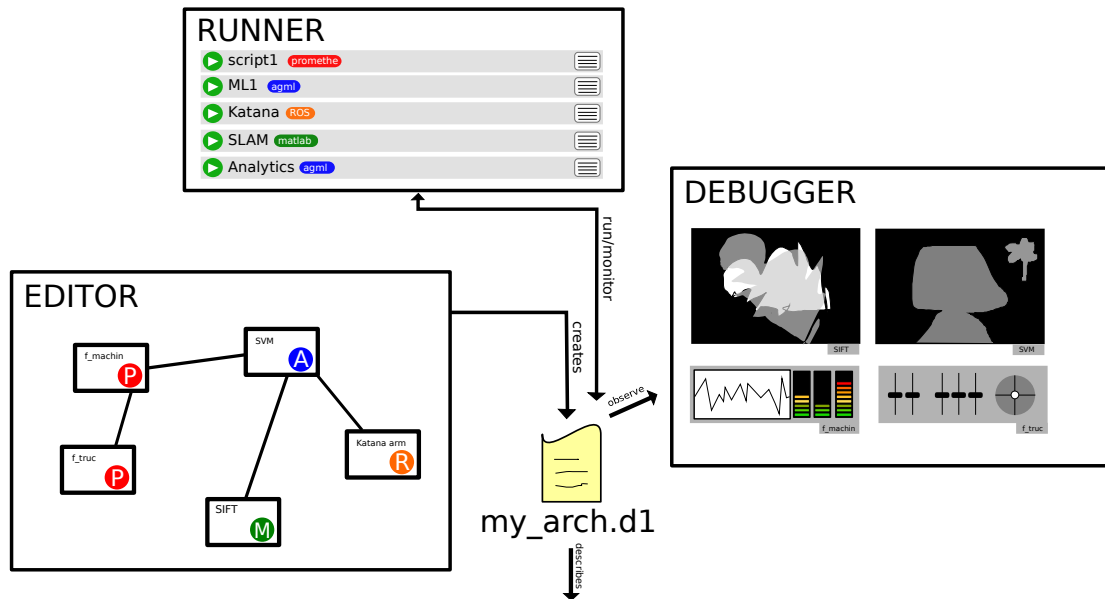 RUNNER
script1 promethe
ML1 agml
Katana ROS
SLAM matlab
Analytics agml
run/monitor
DEBUGGER
SIFT
SVM
f_machin
f_truc
EDITOR
f_machin
P
SVM
A
f_truc
P
Katana arm
R
SIFT
M
creates
observe
my_arch.d1
describes